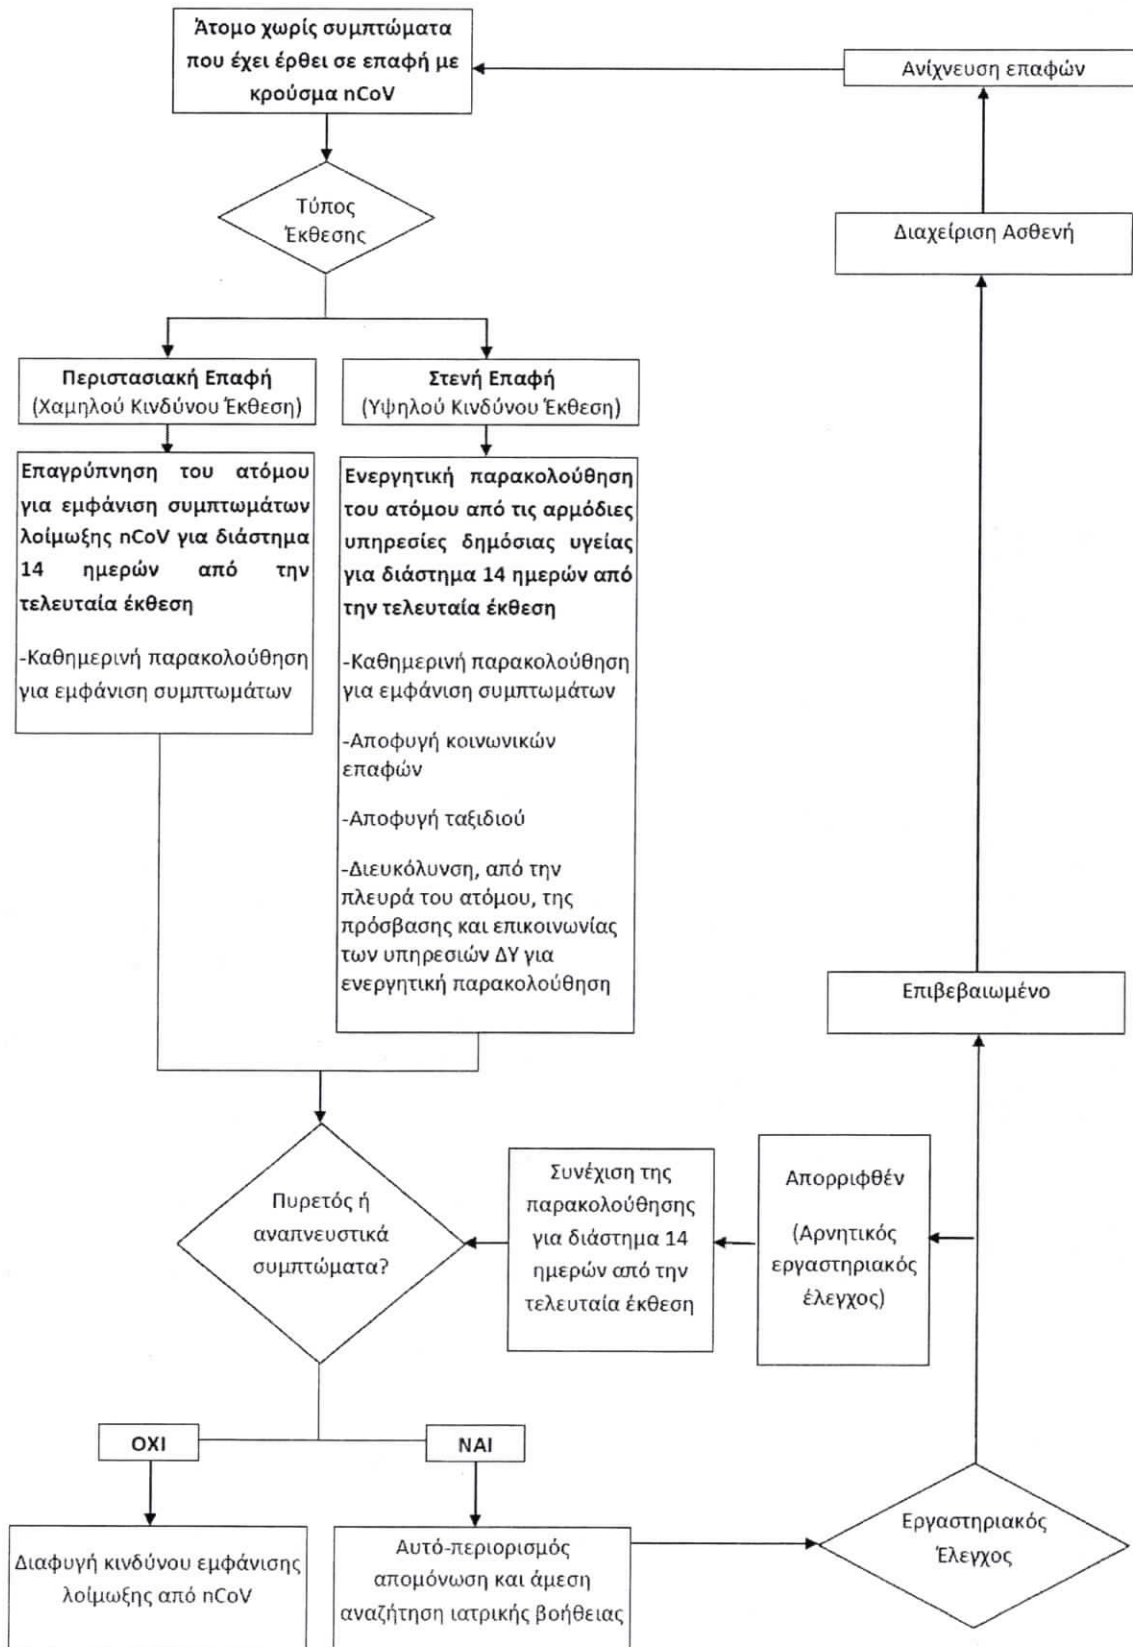 Άτομο χωρίς συμπτώματα
που έχει έρθει σε επαφή με
κρούσμα nCoV
Ανίχνευση επαφών
Τύπος
Έκθεσης
Διαχείριση Ασθενή
Περιστασιακή Επαφή
(Χαμηλού Κινδύνου Έκθεση)
Στενή Επαφή
(Υψηλού Κινδύνου Έκθεση)
Επαγρύπνηση του ατόμου
για εμφάνιση συμπτωμάτων
λοίμωξης nCoV για διάστημα
14 ημερών από την
τελευταία έκθεση
-Καθημερινή παρακολούθηση
για εμφάνιση συμπτωμάτων
Ενεργητική παρακολούθηση
του ατόμου από τις αρμόδιες
υπηρεσίες δημόσιας υγείας
για διάστημα 14 ημερών από
την τελευταία έκθεση
-Καθημερινή παρακολούθηση
για εμφάνιση συμπτωμάτων
-Αποφυγή κοινωνικών
επαφών
-Αποφυγή ταξιδιού
-Διευκόλυνση, από την
πλευρά του ατόμου, της
πρόσβασης και επικοινωνίας
των υπηρεσιών ΔΥ για
ενεργητική παρακολούθηση
Επιβεβαιωμένο
Πυρετός ή
αναπνευστικά
συμπτώματα?
Συνέχιση της
παρακολούθησης
για διάστημα 14
ημερών από την
τελευταία έκθεση
Απορριφθέν
(Αρνητικός
εργαστηριακός
έλεγχος)
ΟΧΙ
ΝΑΙ
Διαφυγή κινδύνου εμφάνισης
λοίμωξης από nCoV
Αυτό-περιορισμός
απομόνωση και άμεση
αναζήτηση ιατρικής βοήθειας
Εργαστηριακός
Έλεγχος